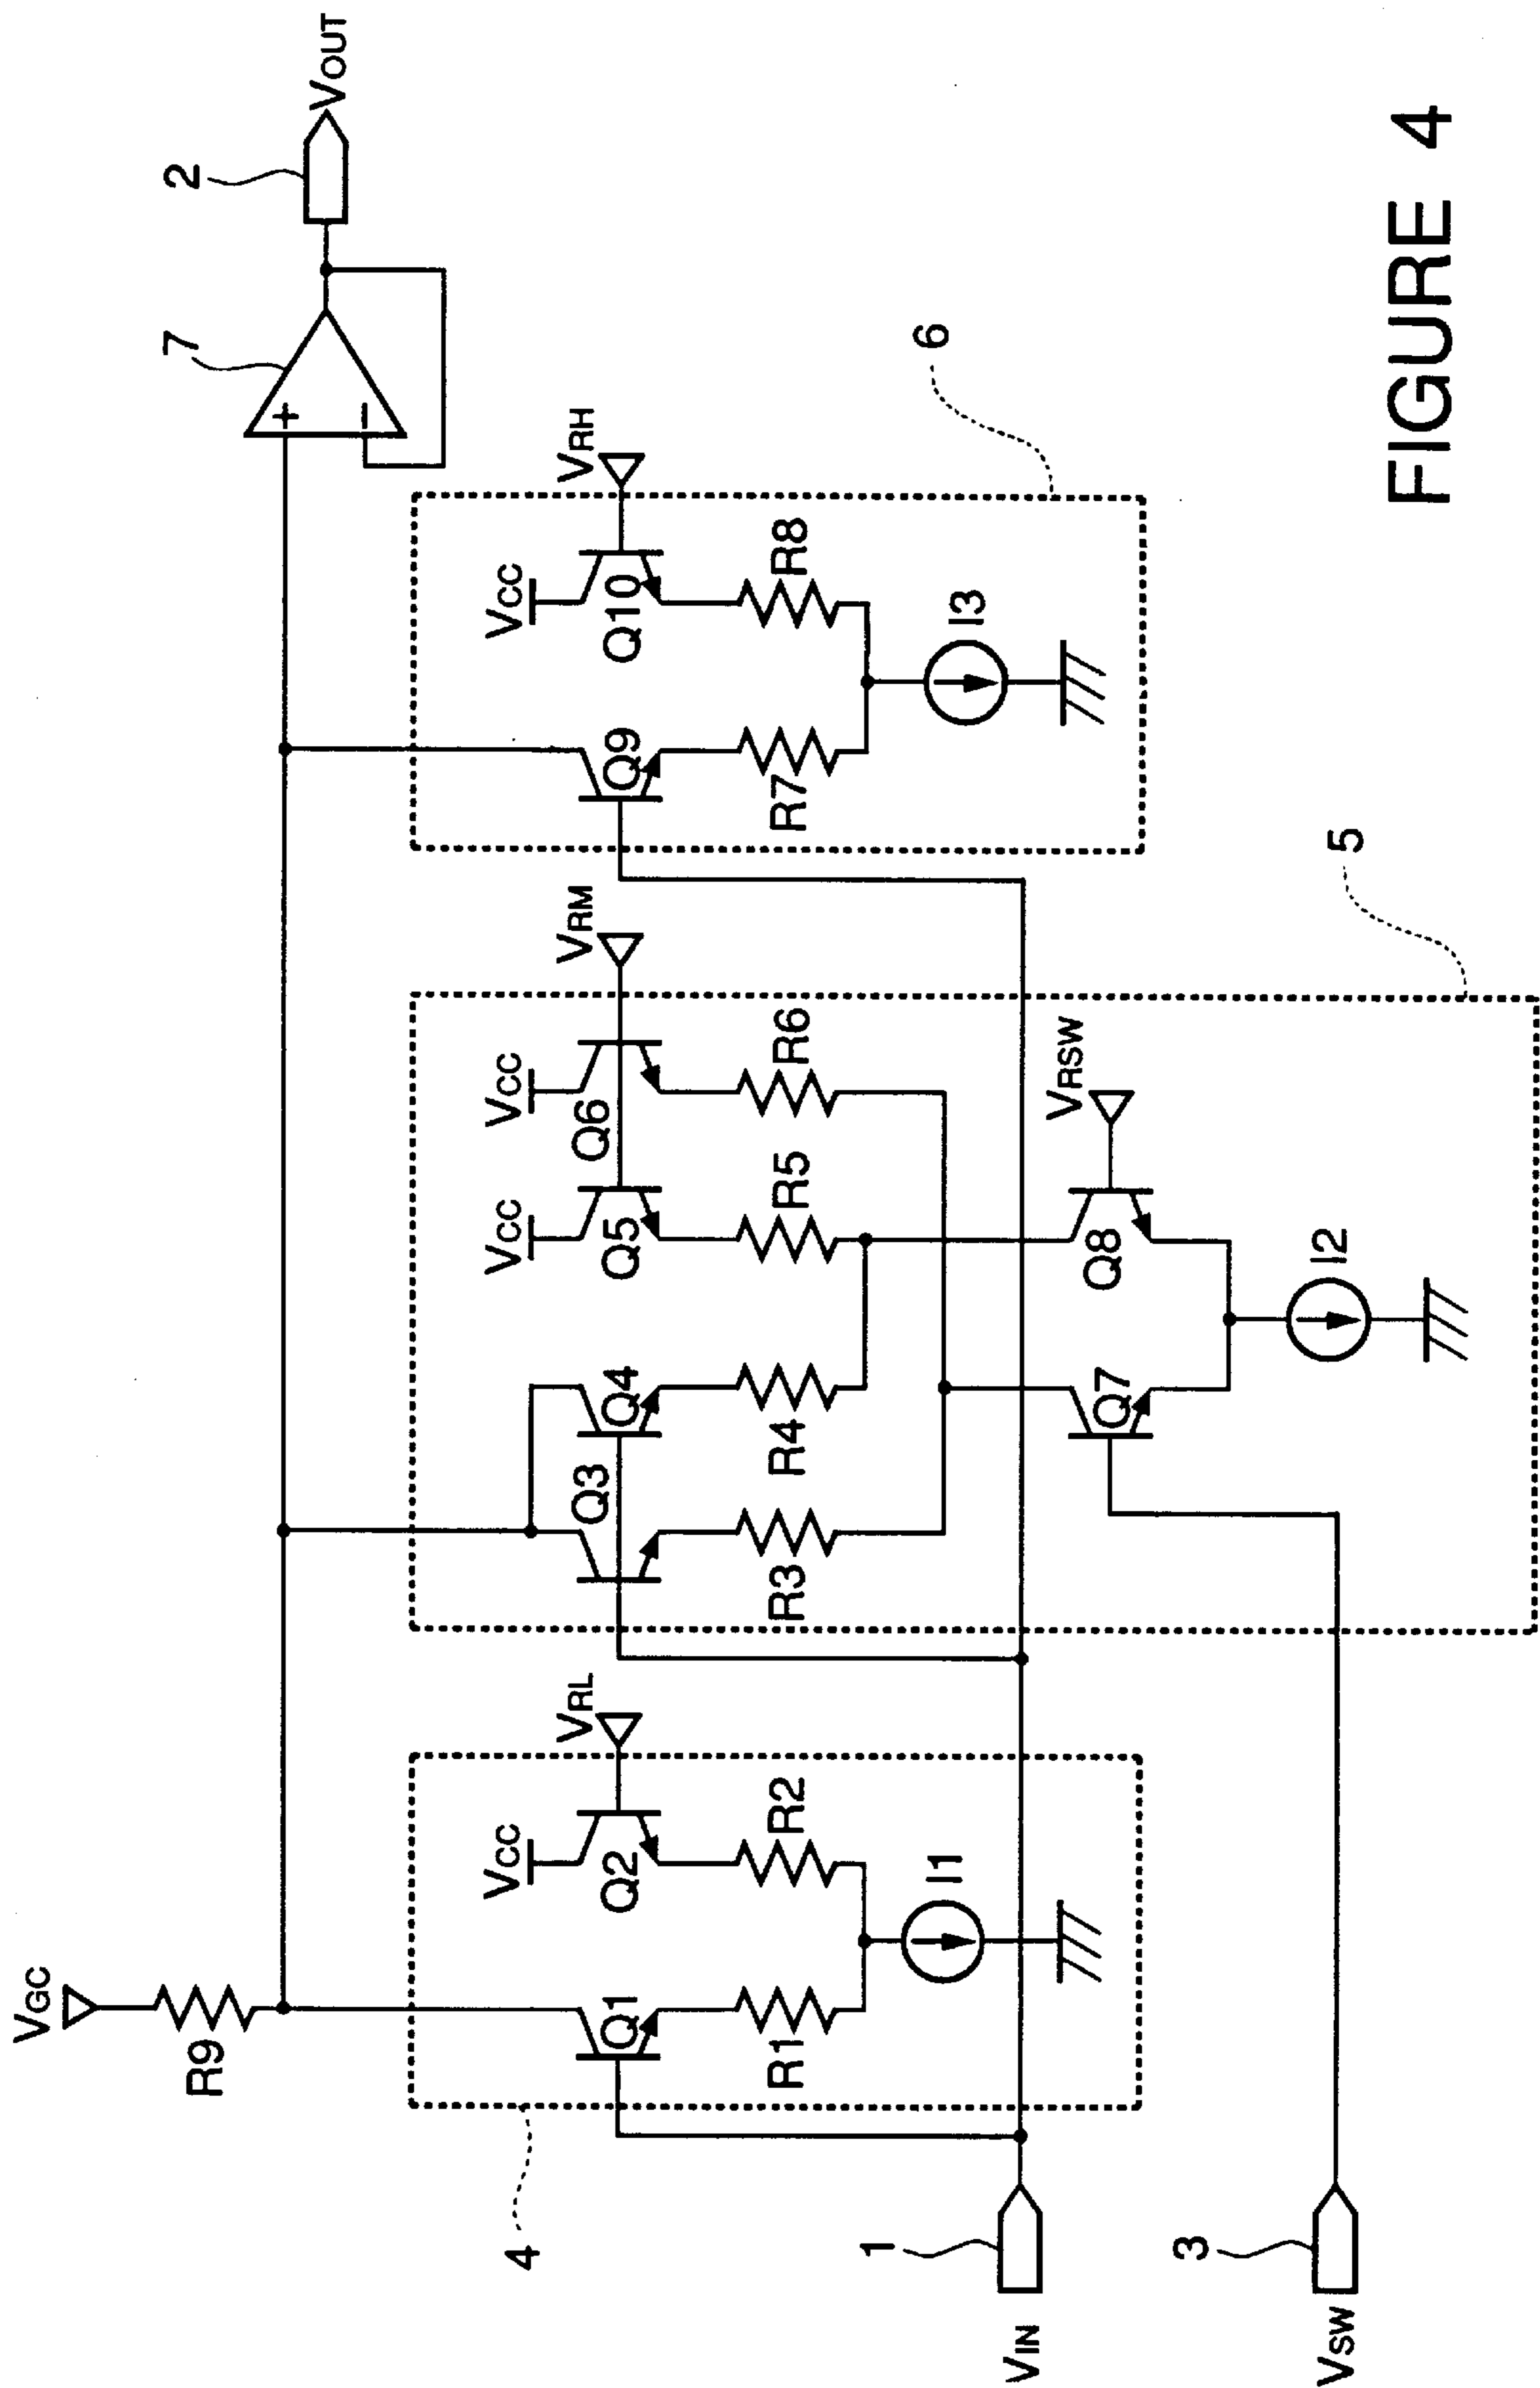 VGC
R9
7
2
VOUT
+
−
4
VCC
VRL
Q1
Q2
R1
R2
I1
5
VCC
VCC
VRM
Q3
Q4
Q5
Q6
R3
R4
R5
R6
Q7
Q8
VRSW
I2
6
VCC
VRH
Q9
Q10
R7
R8
I3
1
VIN
3
VSW
FIGURE 4